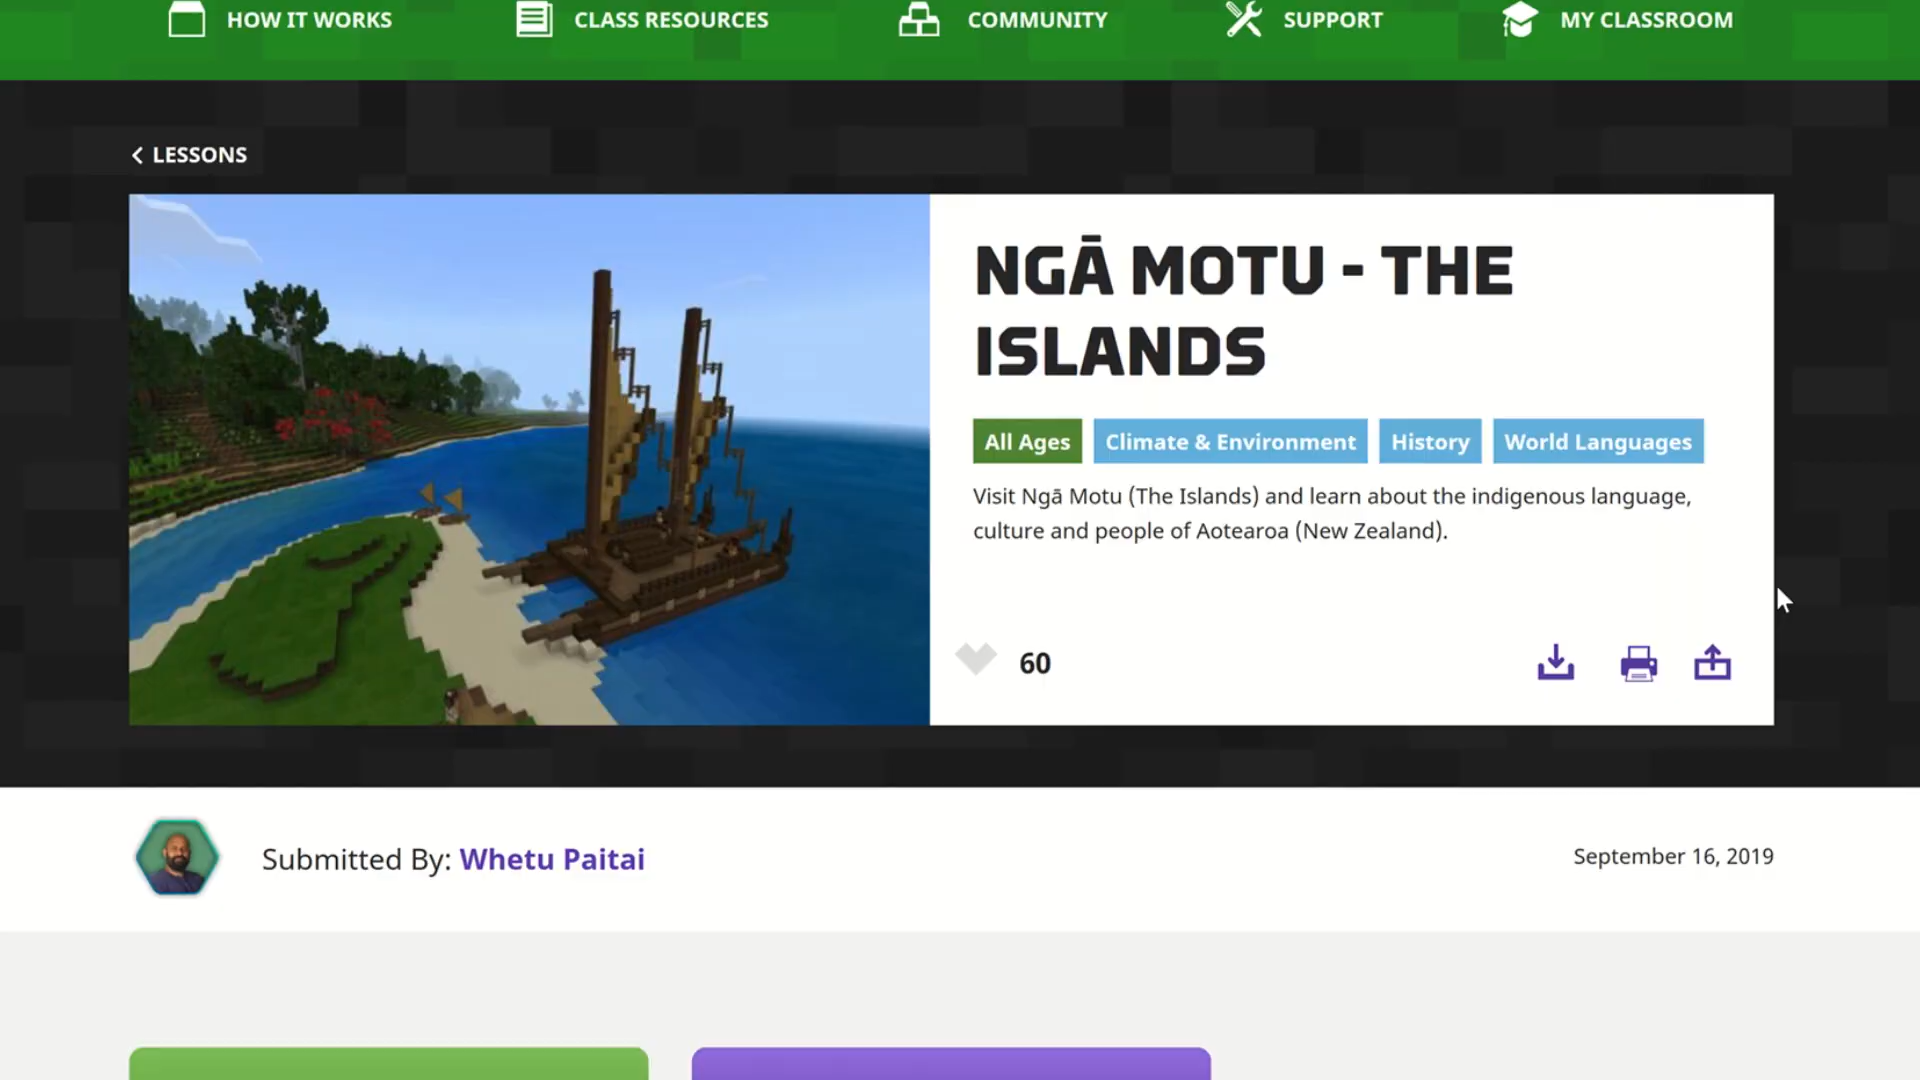 HOW IT WORKS
CLASS RESOURCES
COMMUNITY
SUPPORT
MY CLASSROOM
LESSONS
NGĀ MOTU - THE
ISLANDS
All Ages
Climate & Environment
History
World Languages
Visit Ngā Motu (The Islands) and learn about the indigenous language,
culture and people of Aotearoa (New Zealand).
60
Submitted By: Whetu Paitai
September 16, 2019